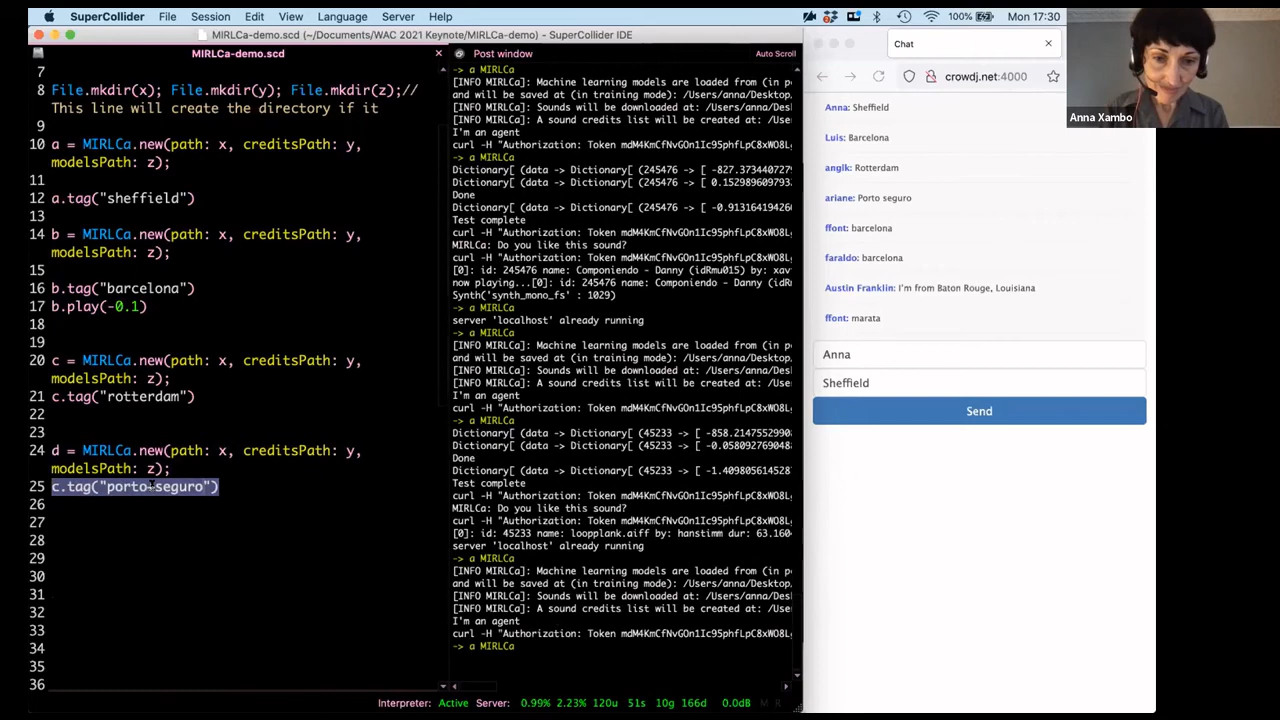 SuperCollider File Session Edit View Language Server Help 100% Mon 17:30
MIRLCa-demo.scd (~/Documents/WAC 2021 Keynote/MIRLCa-demo) - SuperCollider IDE
MIRLCa-demo.scd
7
8 File.mkdir(x); File.mkdir(y); File.mkdir(z);//
This line will create the directory if it
9
10 a = MIRLCa.new(path: x, creditsPath: y,
modelsPath: z);
11
12 a.tag("sheffield")
13
14 b = MIRLCa.new(path: x, creditsPath: y,
modelsPath: z);
15
16 b.tag("barcelona")
17 b.play(-0.1)
18
19
20 c = MIRLCa.new(path: x, creditsPath: y,
modelsPath: z);
21 c.tag("rotterdam")
22
23
24 d = MIRLCa.new(path: x, creditsPath: y,
modelsPath: z);
25 c.tag("porto-seguro")
26
27
28
29
30
31
32
33
34
35
36
Post window Auto Scroll
-> a MIRLCa
[INFO MIRLCa]: Machine learning models are loaded from (in p
and will be saved at (in training mode): /Users/anna/Desktop
[INFO MIRLCa]: Sounds will be downloaded at: /Users/anna/Des
[INFO MIRLCa]: A sound credits list will be created at: /Use
I'm an agent
curl -H "Authorization: Token
-> a MIRLCa
Dictionary[ (data -> Dictionary[ (245476 -> [ -827.373440727
Dictionary[ (data -> Dictionary[ (245476 -> [ 0.152989609793
Done
Dictionary[ (data -> Dictionary[ (245476 -> [ -0.91316419426
Test complete
curl -H "Authorization: Token
MIRLCa: Do you like this sound?
[0]: id: 245476 name: Componiendo - Danny (idRmu015) by: xav
now playing...[0]: id: 245476 name: Componiendo - Danny (idR
Synth('synth_mono_fs' : 1029)
-> a MIRLCa
server 'localhost' already running
-> a MIRLCa
[INFO MIRLCa]: Machine learning models are loaded from (in p
and will be saved at (in training mode): /Users/anna/Desktop
[INFO MIRLCa]: Sounds will be downloaded at: /Users/anna/Des
[INFO MIRLCa]: A sound credits list will be created at: /Use
I'm an agent
curl -H "Authorization: Token
-> a MIRLCa
Dictionary[ (data -> Dictionary[ (45233 -> [ -858.2147552990
Dictionary[ (data -> Dictionary[ (45233 -> [ -0.058092760488
Done
Dictionary[ (data -> Dictionary[ (45233 -> [ -1.409805614528
Test complete
curl -H "Authorization: Token
MIRLCa: Do you like this sound?
curl -H "Authorization: Token
[0]: id: 45233 name: loopplank.aiff by: hanstimm dur: 63.160
server 'localhost' already running
-> a MIRLCa
[INFO MIRLCa]: Machine learning models are loaded from (in p
and will be saved at (in training mode): /Users/anna/Desktop
[INFO MIRLCa]: Sounds will be downloaded at: /Users/anna/Des
[INFO MIRLCa]: A sound credits list will be created at: /Use
I'm an agent
curl -H "Authorization: Token
-> a MIRLCa
Interpreter: Active Server: 0.99% 2.23% 120u 51s 10g 166d 0.0dB M R
Chat
crowdj.net:4000
Anna: Sheffield
Luis: Barcelona
anglk: Rotterdam
ariane: Porto seguro
ffont: barcelona
faraldo: barcelona
Austin Franklin: I'm from Baton Rouge, Louisiana
ffont: marata
Anna
Sheffield
Send
Anna Xambo